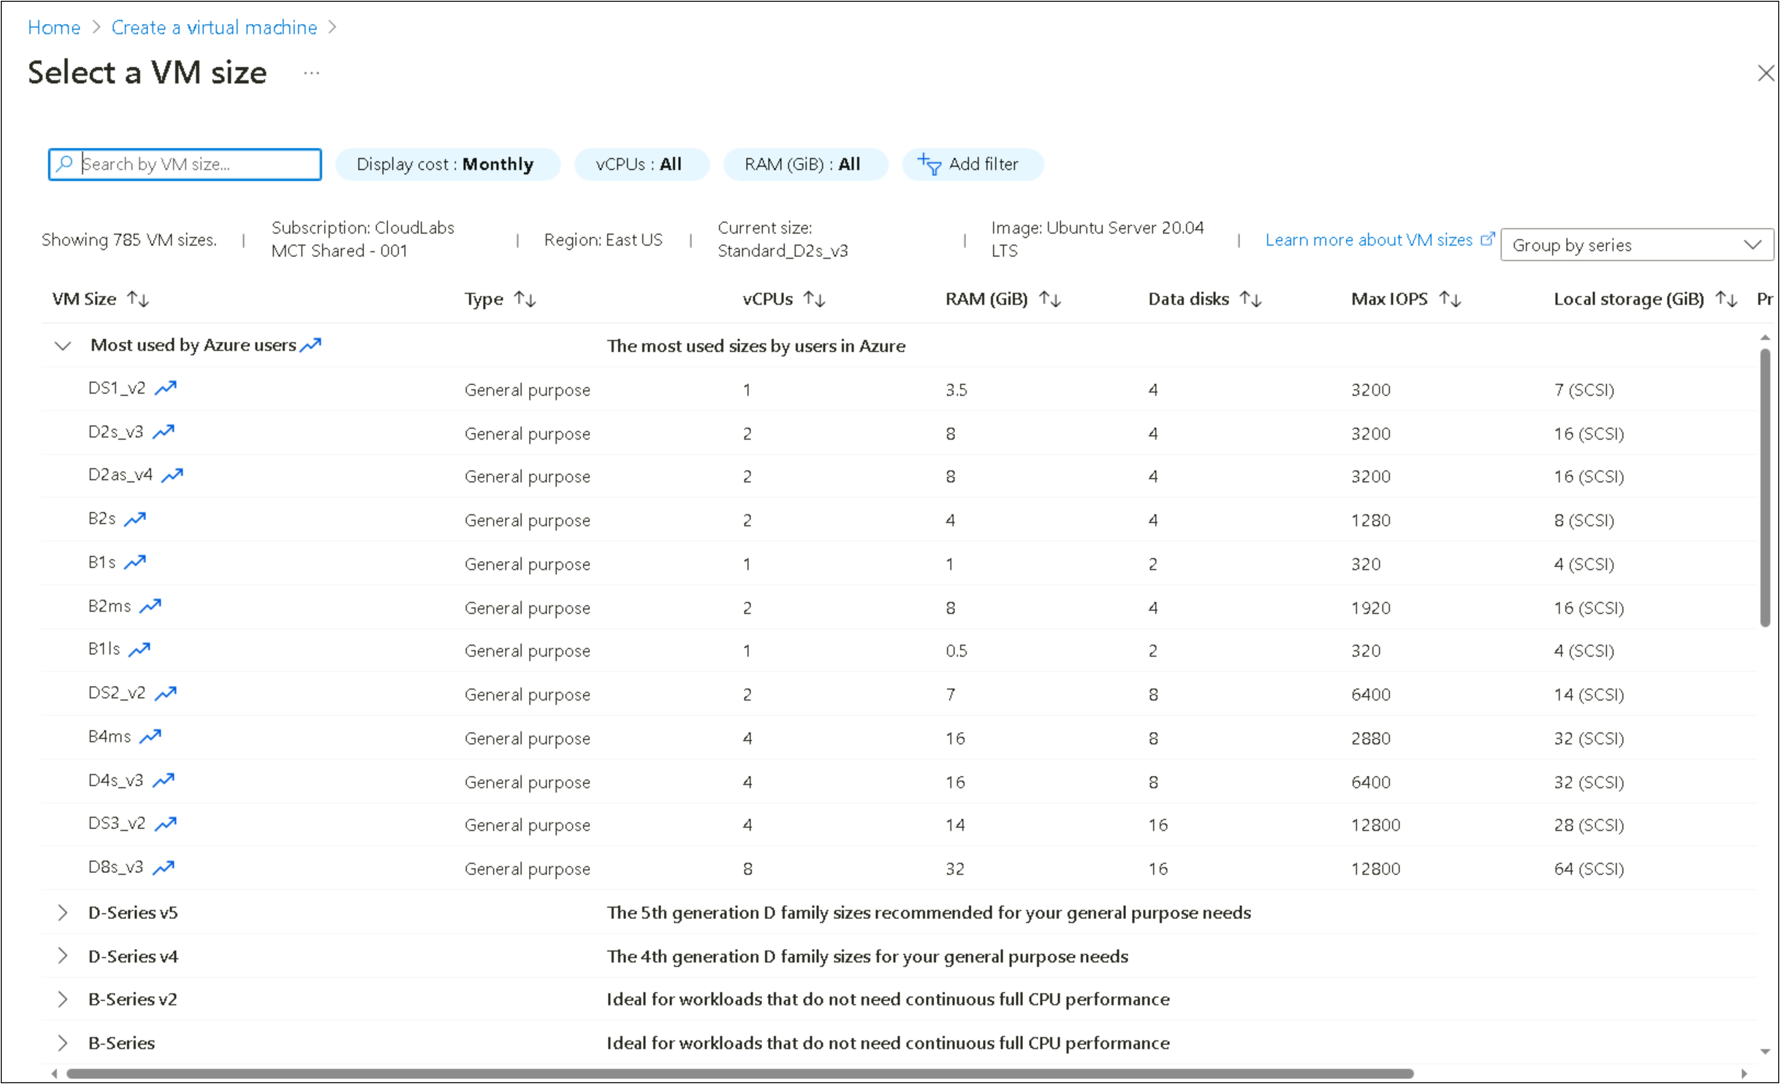 Home > Create a virtual machine >
Select a VM size ...
Search by VM size...
Display cost : Monthly
vCPUs : All
RAM (GiB) : All
Add filter
Showing 785 VM sizes.
Subscription: CloudLabs
MCT Shared - 001
Region: East US
Current size:
Standard_D2s_v3
Image: Ubuntu Server 20.04
LTS
Learn more about VM sizes
Group by series
VM Size Type vCPUs RAM (GiB) Data disks Max IOPS Local storage (GiB) Pr
Most used by Azure users The most used sizes by users in Azure
DS1_v2 General purpose 1 3.5 4 3200 7 (SCSI)
D2s_v3 General purpose 2 8 4 3200 16 (SCSI)
D2as_v4 General purpose 2 8 4 3200 16 (SCSI)
B2s General purpose 2 4 4 1280 8 (SCSI)
B1s General purpose 1 1 2 320 4 (SCSI)
B2ms General purpose 2 8 4 1920 16 (SCSI)
B1ls General purpose 1 0.5 2 320 4 (SCSI)
DS2_v2 General purpose 2 7 8 6400 14 (SCSI)
B4ms General purpose 4 16 8 2880 32 (SCSI)
D4s_v3 General purpose 4 16 8 6400 32 (SCSI)
DS3_v2 General purpose 4 14 16 12800 28 (SCSI)
D8s_v3 General purpose 8 32 16 12800 64 (SCSI)
D-Series v5 The 5th generation D family sizes recommended for your general purpose needs
D-Series v4 The 4th generation D family sizes for your general purpose needs
B-Series v2 Ideal for workloads that do not need continuous full CPU performance
B-Series Ideal for workloads that do not need continuous full CPU performance